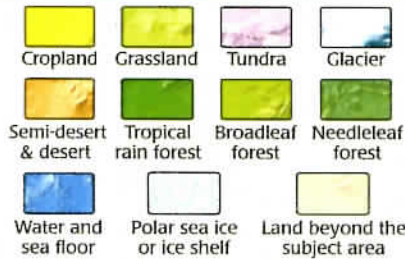 Cropland Grassland Tundra Glacier
Semi-desert & desert Tropical rain forest Broadleaf forest Needleleaf forest
Water and sea floor Polar sea ice or ice shelf Land beyond the subject area